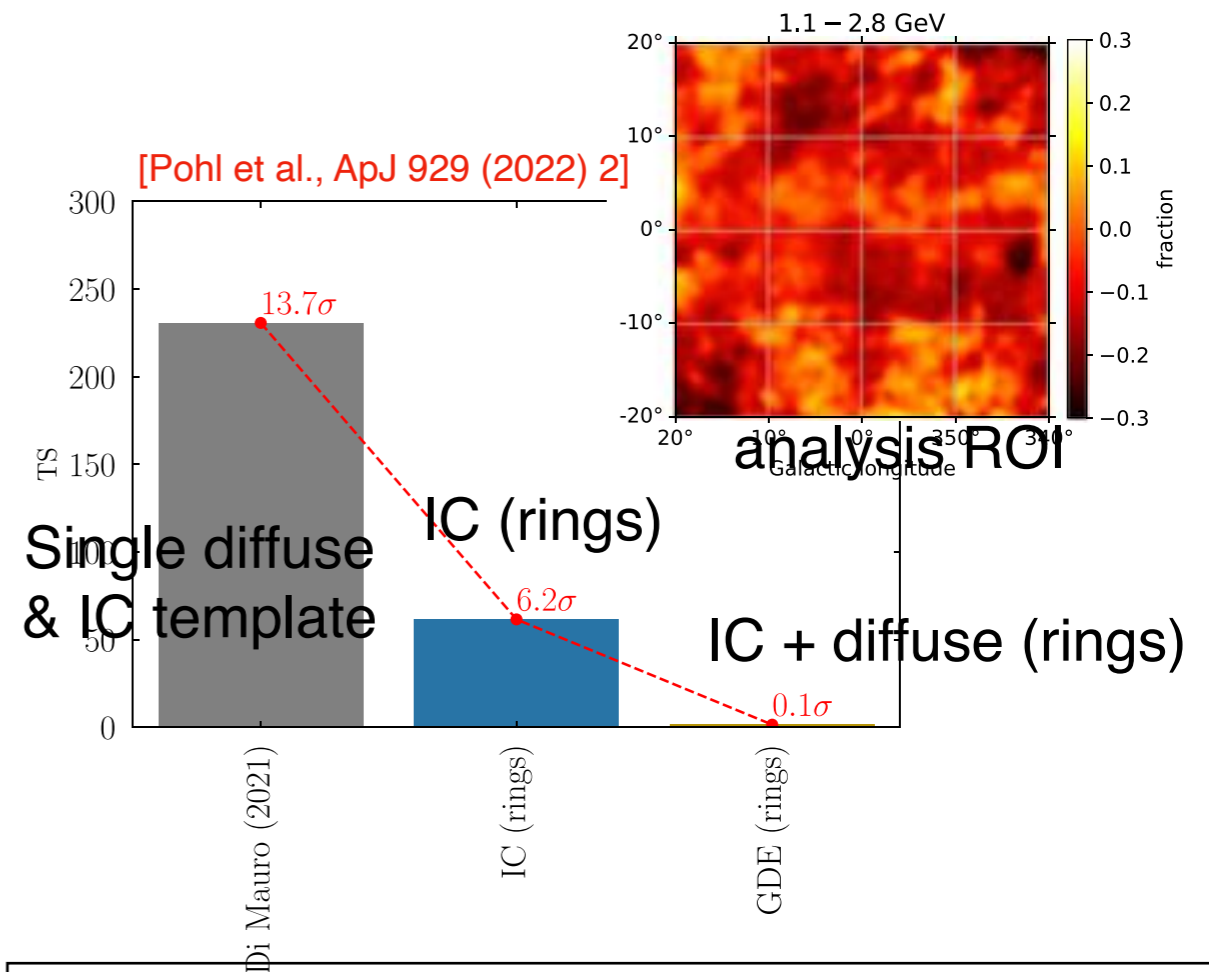 1.1 – 2.8 GeV
20°
10°
0°
-10°
-20°
20°
10°
0°
350°
340°
Galactic longitude
0.3
0.2
0.1
0.0
−0.1
−0.2
−0.3
fraction
analysis ROI
[Pohl et al., ApJ 929 (2022) 2]
300
250
200
150
100
50
0
TS
13.7σ
6.2σ
0.1σ
Single diffuse
& IC template
IC (rings)
IC + diffuse (rings)
Di Mauro (2021)
IC (rings)
GDE (rings)